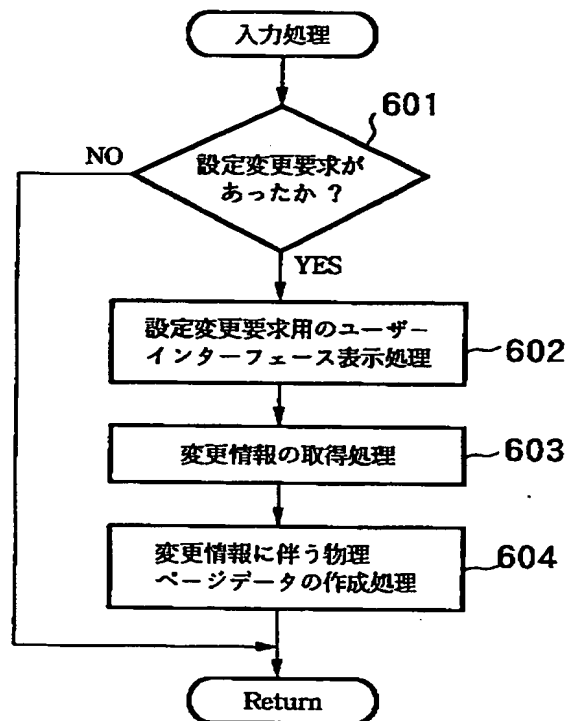 入力処理
601
設定変更要求が
あったか ?
NO
YES
設定変更要求用のユーザー
インターフェース表示処理
602
変更情報の取得処理
603
変更情報に伴う物理
ページデータの作成処理
604
Return